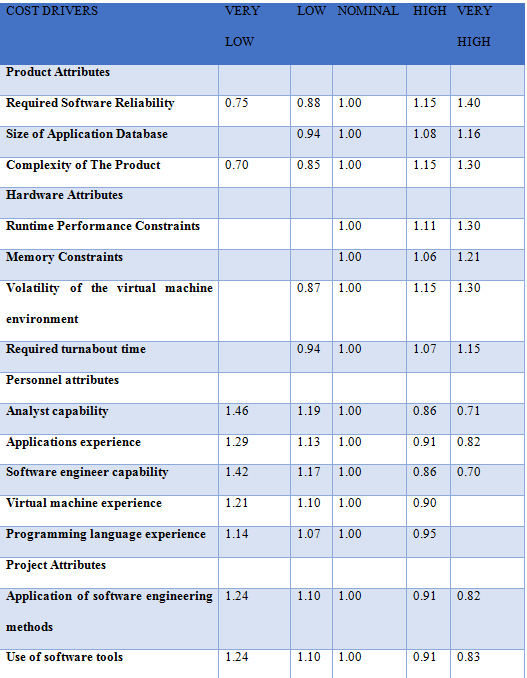 COST DRIVERS VERY LOW LOW NOMINAL HIGH VERY HIGH
Product Attributes
Required Software Reliability 0.75 0.88 1.00 1.15 1.40
Size of Application Database 0.94 1.00 1.08 1.16
Complexity of The Product 0.70 0.85 1.00 1.15 1.30
Hardware Attributes
Runtime Performance Constraints 1.00 1.11 1.30
Memory Constraints 1.00 1.06 1.21
Volatility of the virtual machine environment 0.87 1.00 1.15 1.30
Required turnabout time 0.94 1.00 1.07 1.15
Personnel attributes
Analyst capability 1.46 1.19 1.00 0.86 0.71
Applications experience 1.29 1.13 1.00 0.91 0.82
Software engineer capability 1.42 1.17 1.00 0.86 0.70
Virtual machine experience 1.21 1.10 1.00 0.90
Programming language experience 1.14 1.07 1.00 0.95
Project Attributes
Application of software engineering methods 1.24 1.10 1.00 0.91 0.82
Use of software tools 1.24 1.10 1.00 0.91 0.83